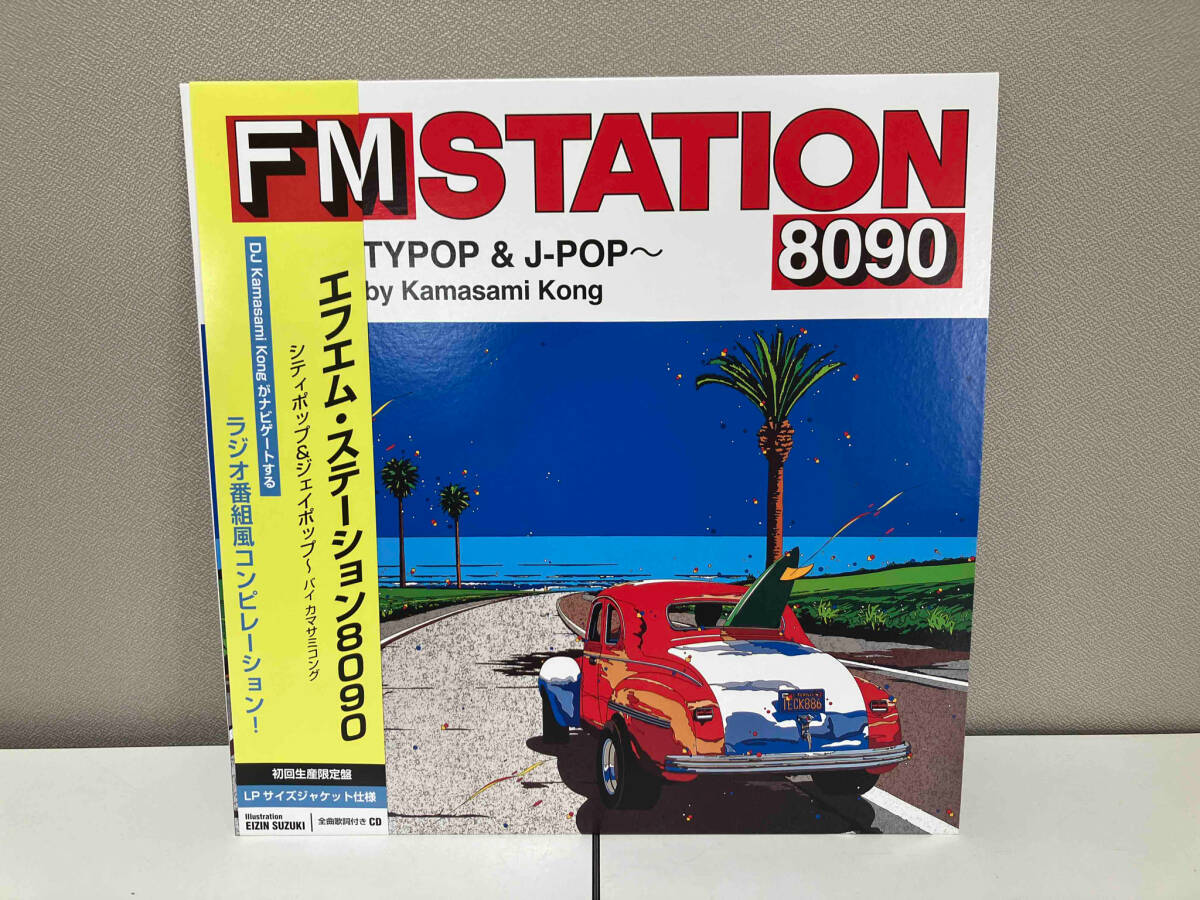 FM STATION
8090
TYPOP & J-POP～
by Kamasami Kong
エフエム・ステーション8090
シティポップ&ジェイポップ～ バイ カマサミコング
DJ Kamasami Kong がナビゲートする
ラジオ番組風コンピレーション！
初回生産限定盤
LPサイズジャケット仕様
Illustration
EIZIN SUZUKI
全曲歌詞付き CD
TECK886